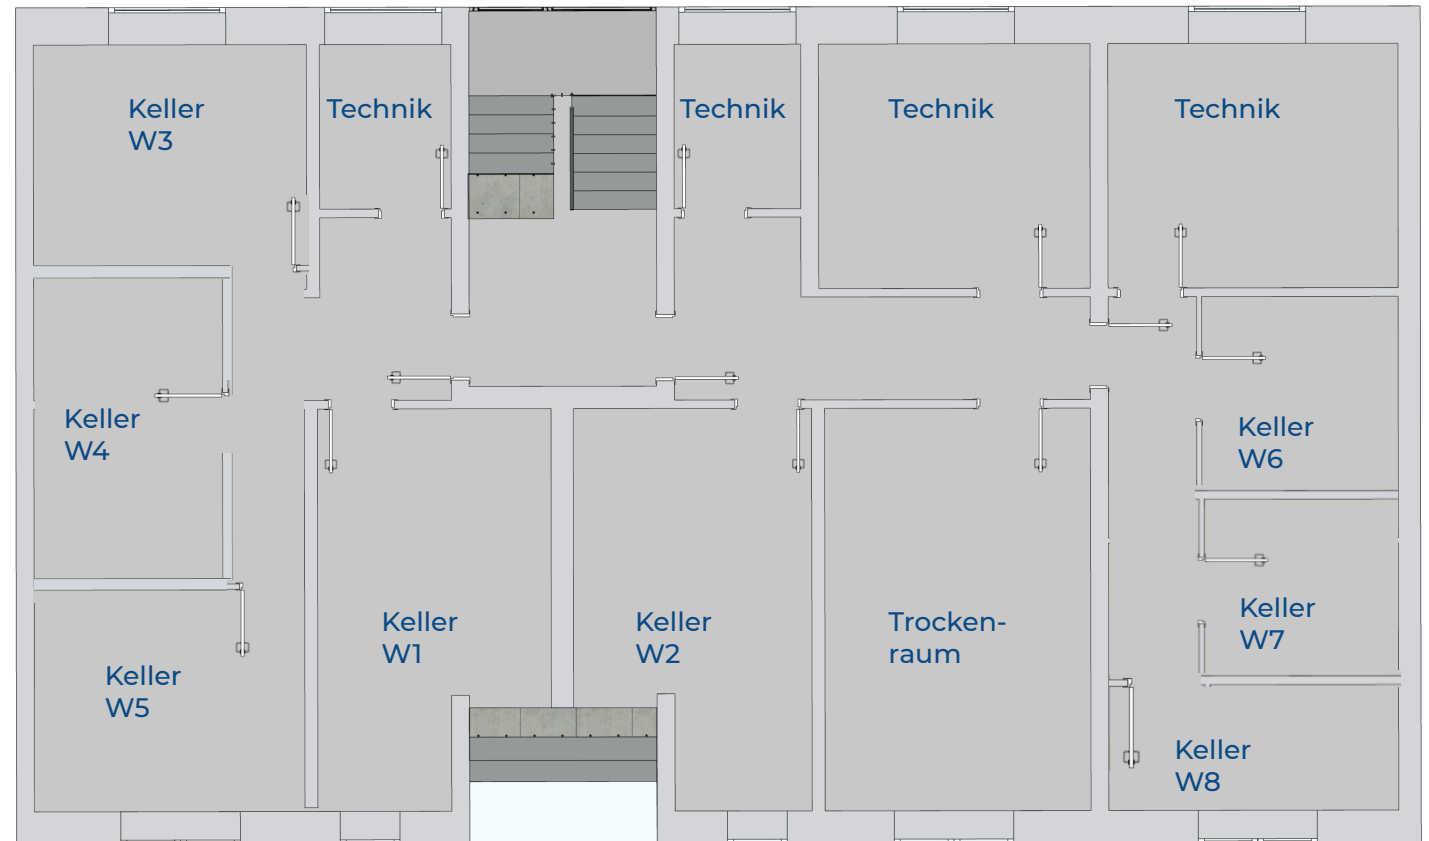 Keller
W3
Technik
Technik
Technik
Technik
Keller
W4
Keller
W6
Keller
W1
Keller
W2
Trocken-
raum
Keller
W7
Keller
W5
Keller
W8